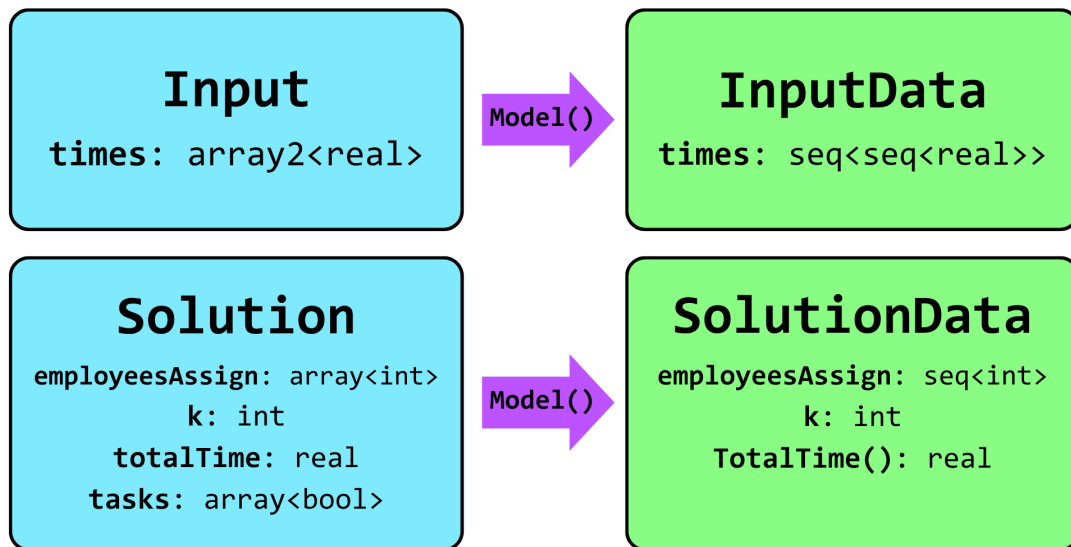 Input
times: array2<real>
Model()
InputData
times: seq<seq<real>>
Solution
employeesAssign: array<int>
k: int
totalTime: real
tasks: array<bool>
Model()
SolutionData
employeesAssign: seq<int>
k: int
TotalTime(): real